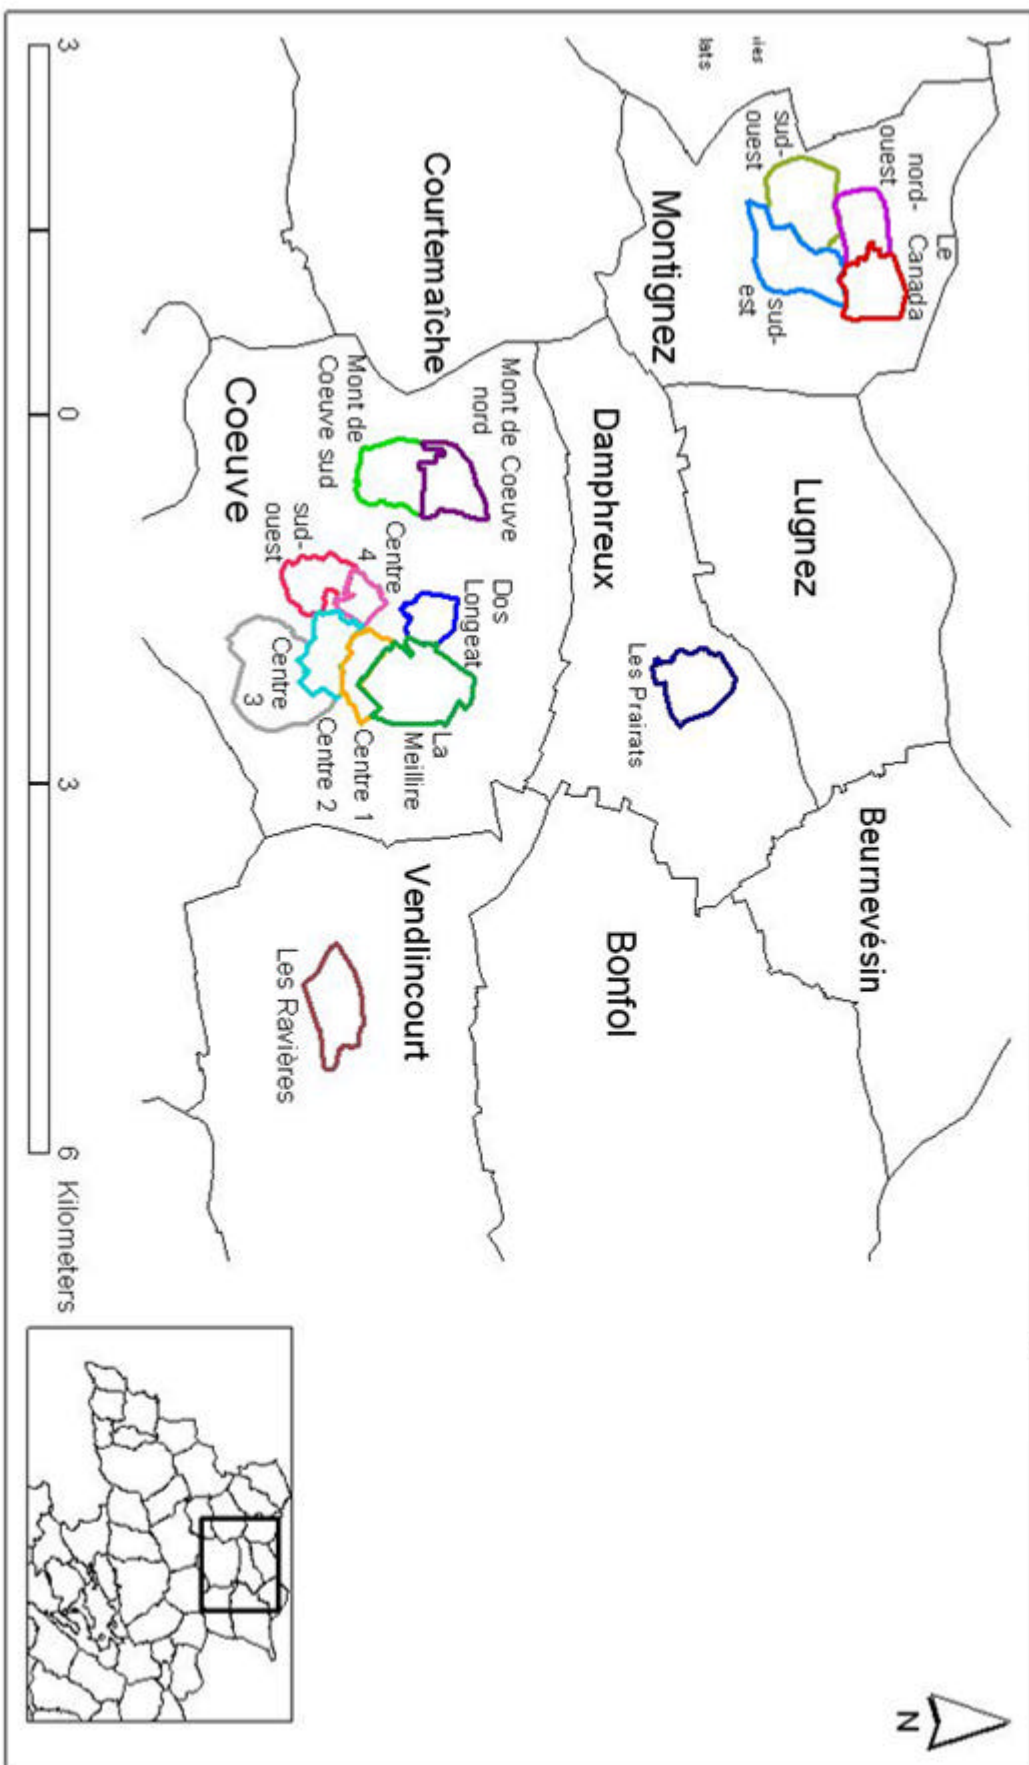 Le
Canada
nord-
ouest
sud-
ouest
sud-
est
lats
Montignez
Lugnez
Beurnevésin
Damphreux
Les Prairats
Bonfol
Courtemaîche
Mont de Coeuve
nord
Mont de
Coeuve sud
Dos
Longeat
Centre
4
sud-
ouest
Coeuve
La
Meillire
Centre 1
Centre 2
Centre
3
Vendlincourt
Les Ravières
3
0
3
6 Kilometers
N